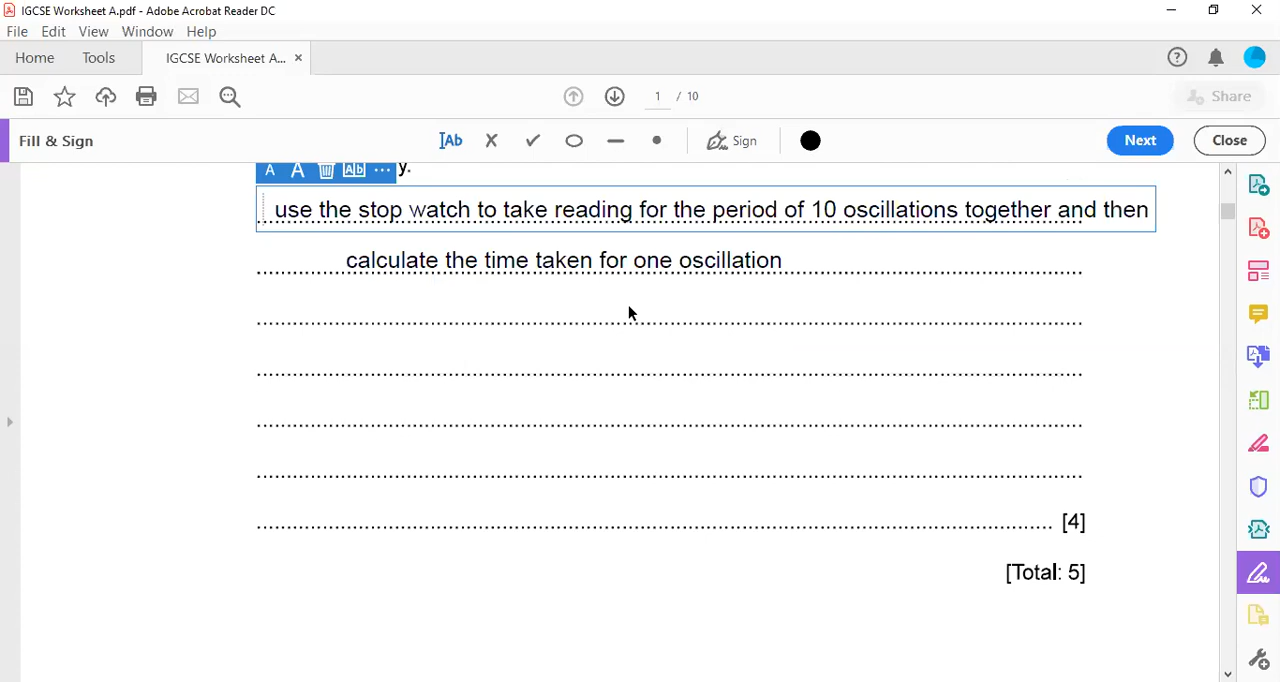 IGCSE Worksheet A.pdf - Adobe Acrobat Reader DC
File Edit View Window Help
Home Tools IGCSE Worksheet A... ×
1 / 10
Share
Fill & Sign
Ab
Sign
Next
Close
A A Ab ... y.
use the stop watch to take reading for the period of 10 oscillations together and then
calculate the time taken for one oscillation
[4]
[Total: 5]